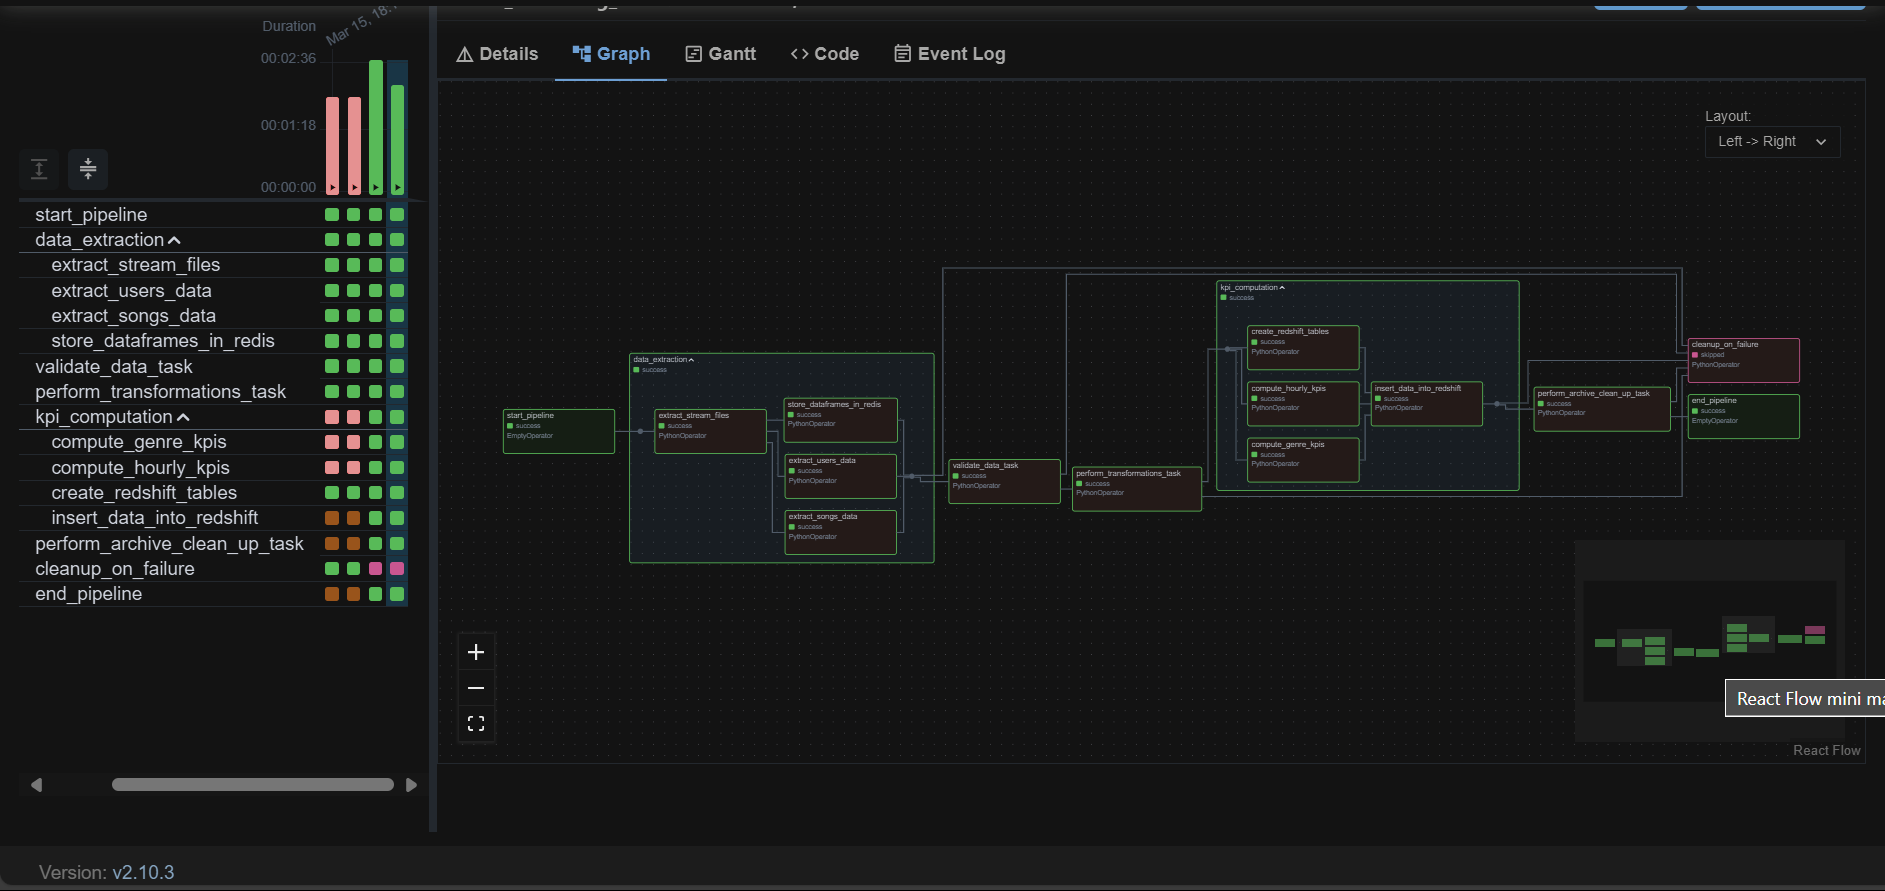 Duration
Mar 15, 18:
00:02:36
00:01:18
00:00:00
start_pipeline
data_extraction
extract_stream_files
extract_users_data
extract_songs_data
store_dataframes_in_redis
validate_data_task
perform_transformations_task
kpi_computation
compute_genre_kpis
compute_hourly_kpis
create_redshift_tables
insert_data_into_redshift
perform_archive_clean_up_task
cleanup_on_failure
end_pipeline
Details
Graph
Gantt
Code
Event Log
Layout:
Left -> Right
start_pipeline
success
EmptyOperator
data_extraction
success
extract_stream_files
success
PythonOperator
store_dataframes_in_redis
success
PythonOperator
extract_users_data
success
PythonOperator
extract_songs_data
success
PythonOperator
validate_data_task
success
PythonOperator
perform_transformations_task
success
PythonOperator
kpi_computation
success
create_redshift_tables
success
PythonOperator
compute_hourly_kpis
success
PythonOperator
compute_genre_kpis
success
PythonOperator
insert_data_into_redshift
success
PythonOperator
perform_archive_clean_up_task
success
PythonOperator
cleanup_on_failure
skipped
PythonOperator
end_pipeline
success
EmptyOperator
React Flow mini ma
React Flow
Version: v2.10.3